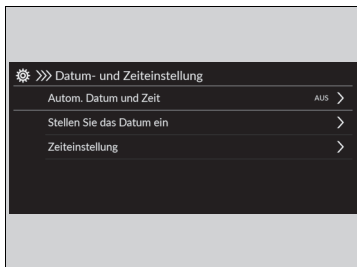 Datum- und Zeiteinstellung
Autom. Datum und Zeit AUS
Stellen Sie das Datum ein
Zeiteinstellung